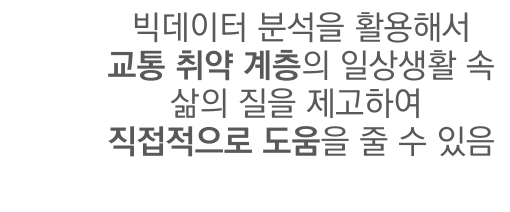 빅데이터 분석을 활용해서
교통 취약 계층의 일상생활 속
삶의 질을 제고하여
직접적으로 도움을 줄 수 있음